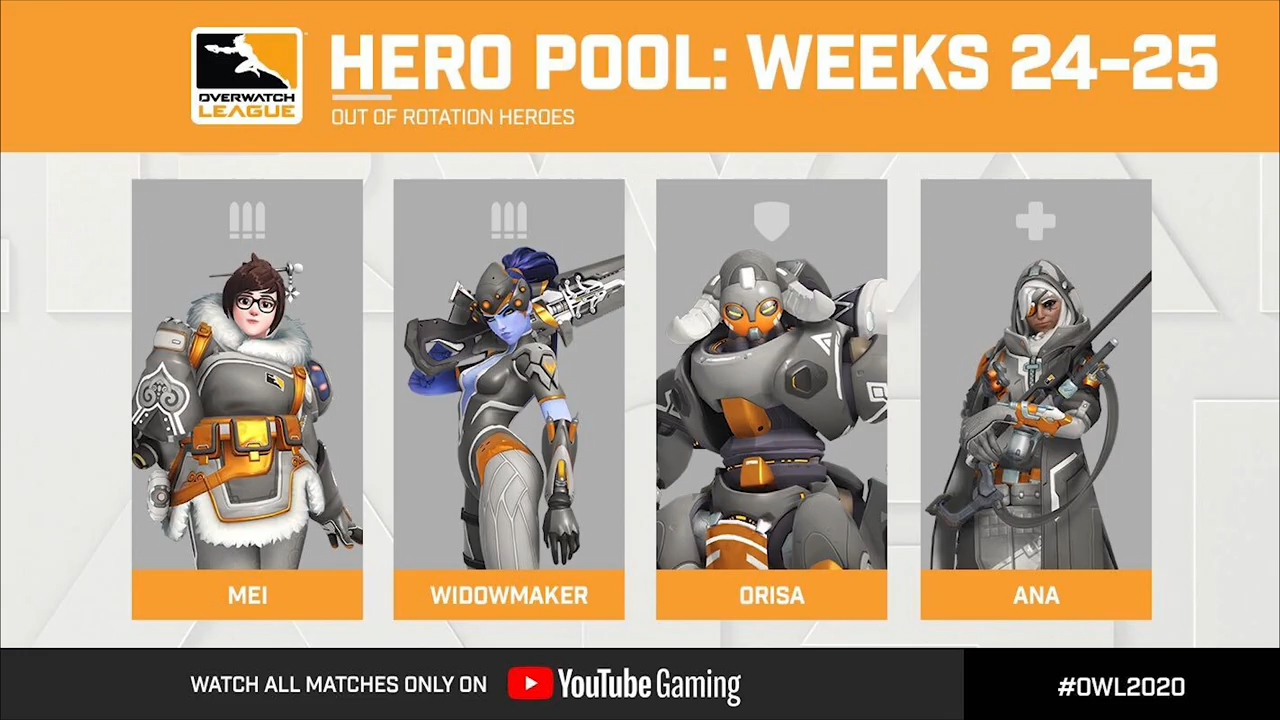 OVERWATCH
LEAGUE
HERO POOL: WEEKS 24-25
OUT OF ROTATION HEROES
MEI
WIDOWMAKER
ORISA
ANA
WATCH ALL MATCHES ONLY ON
YouTube Gaming
#OWL2020